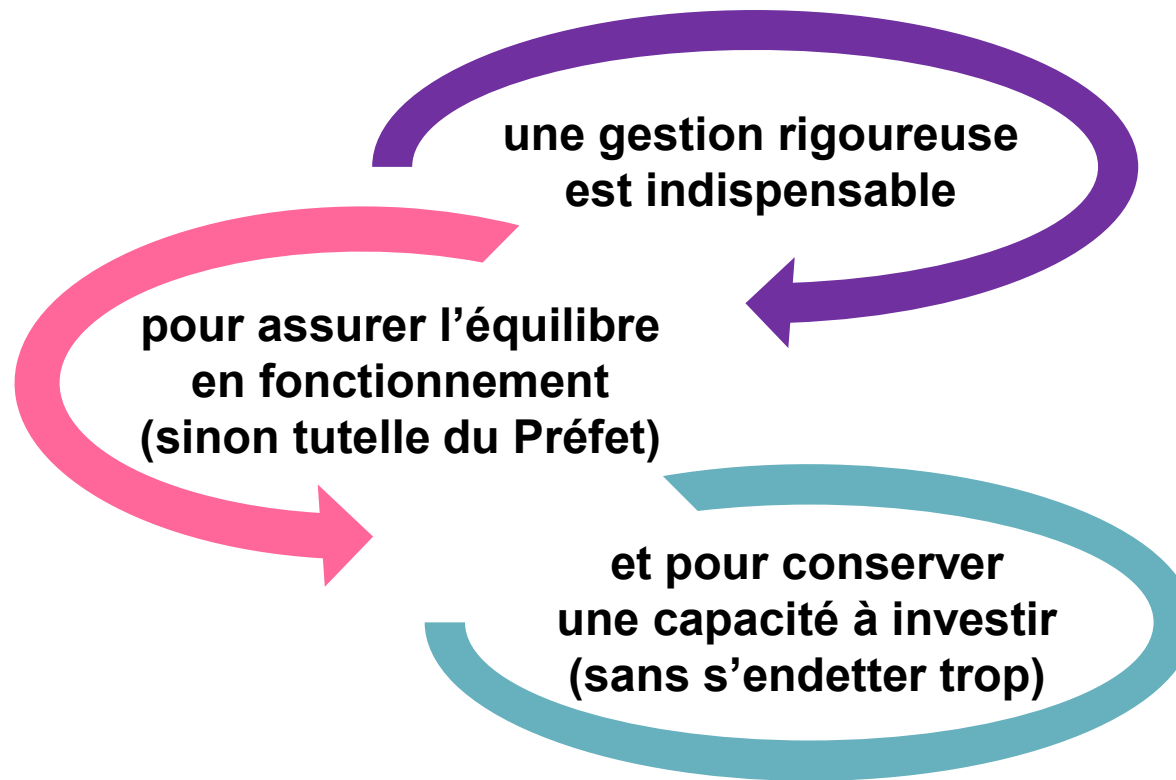 une gestion rigoureuse
est indispensable
pour assurer l’équilibre
en fonctionnement
(sinon tutelle du Préfet)
et pour conserver
une capacité à investir
(sans s’endetter trop)